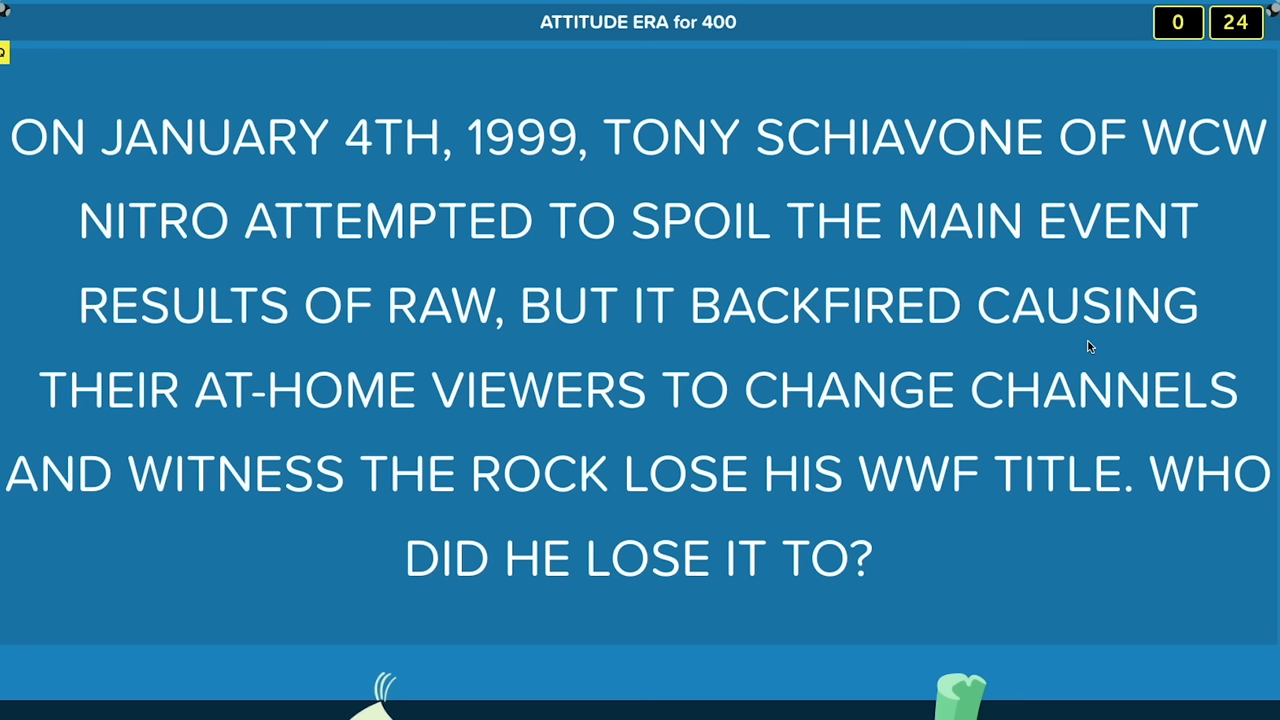 ATTITUDE ERA for 400
0 24
Q
ON JANUARY 4TH, 1999, TONY SCHIAVONE OF WCW
NITRO ATTEMPTED TO SPOIL THE MAIN EVENT
RESULTS OF RAW, BUT IT BACKFIRED CAUSING
THEIR AT-HOME VIEWERS TO CHANGE CHANNELS
AND WITNESS THE ROCK LOSE HIS WWF TITLE. WHO
DID HE LOSE IT TO?